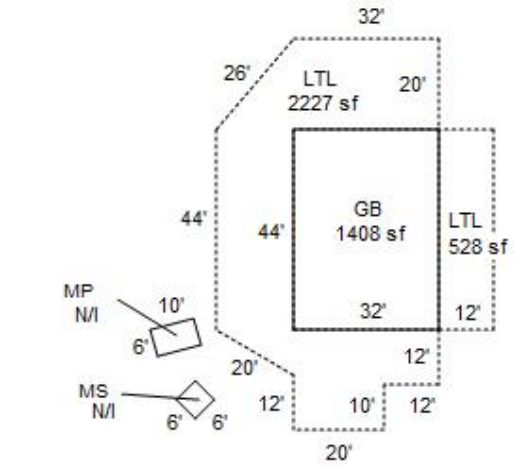 32'
26'
LTL
2227 sf
20'
44'
44'
GB
1408 sf
LTL
528 sf
MP
N/I
10'
6'
32'
12'
20'
12'
MS
N/I
6'
6'
12'
10'
12'
20'